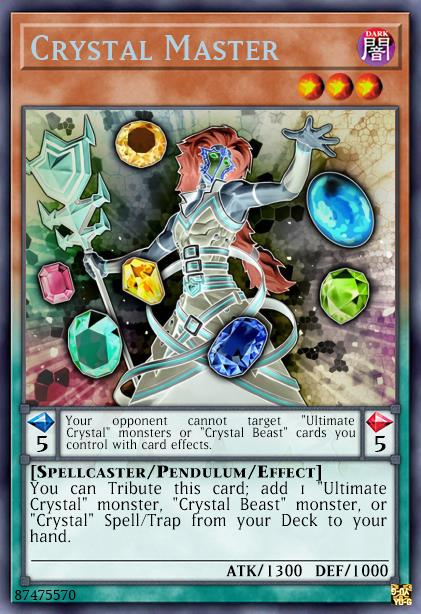 Crystal Master
DARK
闇
Your opponent cannot target "Ultimate
Crystal" monsters or "Crystal Beast" cards you
control with card effects.
5
5
[Spellcaster/Pendulum/Effect]
You can Tribute this card; add 1 "Ultimate
Crystal" monster, "Crystal Beast" monster, or
"Crystal" Spell/Trap from your Deck to your
hand.
ATK/1300 DEF/1000
87475570